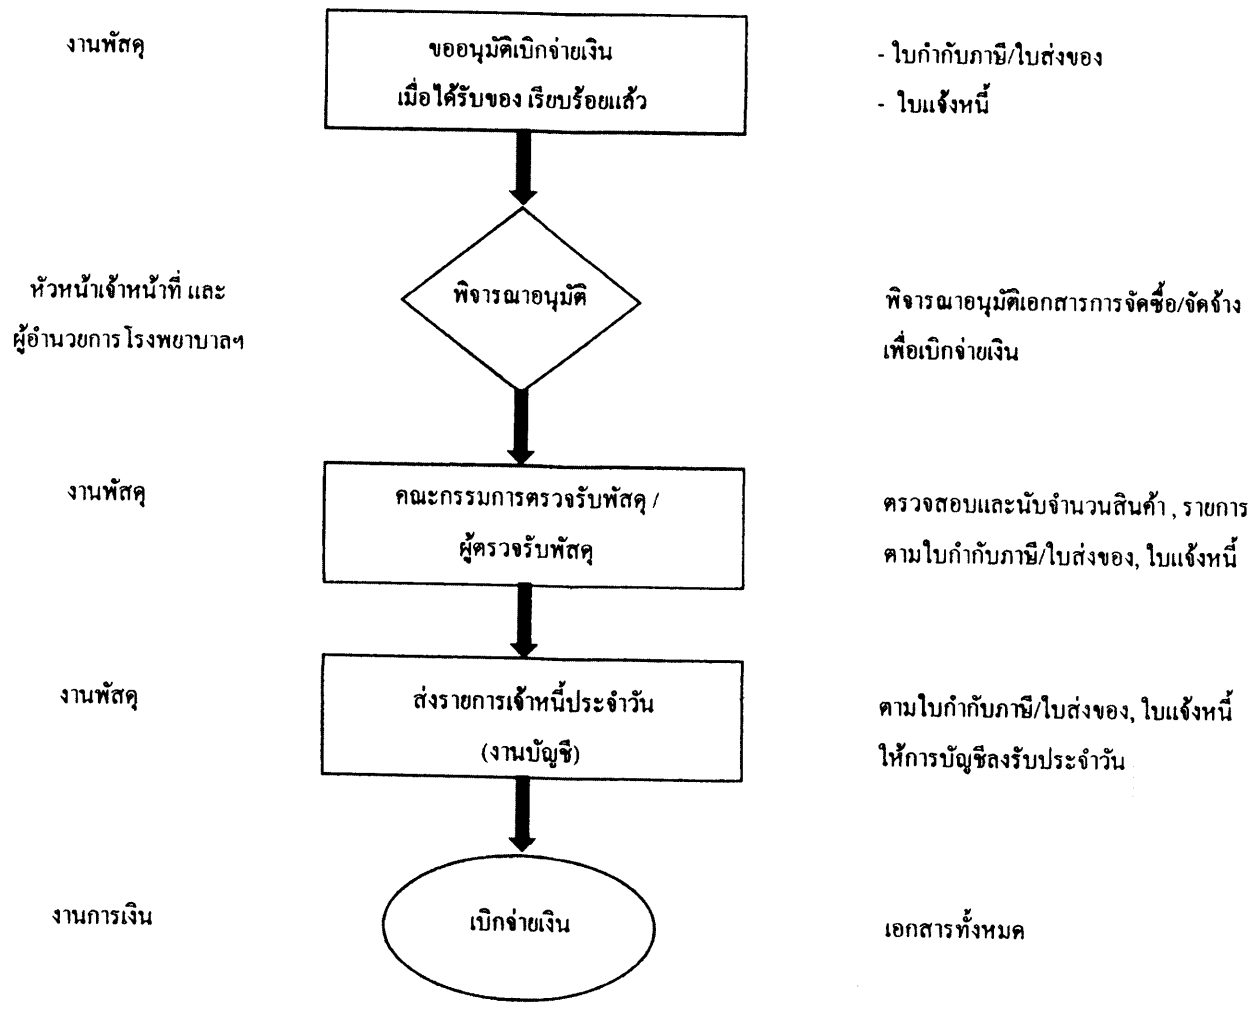 งานพัสดุ
ขออนุมัติเบิกจ่ายเงิน
เมื่อได้รับของ เรียบร้อยแล้ว
- ใบกำกับภาษี/ใบส่งของ
- ใบแจ้งหนี้
หัวหน้าเจ้าหน้าที่ และ
ผู้อำนวยการโรงพยาบาลฯ
พิจารณาอนุมัติ
พิจารณาอนุมัติเอกสารการจัดซื้อ/จัดจ้าง
เพื่อเบิกจ่ายเงิน
งานพัสดุ
คณะกรรมการตรวจรับพัสดุ /
ผู้ตรวจรับพัสดุ
ตรวจสอบและนับจำนวนสินค้า , รายการ
ตามใบกำกับภาษี/ใบส่งของ, ใบแจ้งหนี้
งานพัสดุ
ส่งรายการเจ้าหนี้ประจำวัน
(งานบัญชี)
ตามใบกำกับภาษี/ใบส่งของ, ใบแจ้งหนี้
ให้การบัญชีลงรับประจำวัน
งานการเงิน
เบิกจ่ายเงิน
เอกสารทั้งหมด